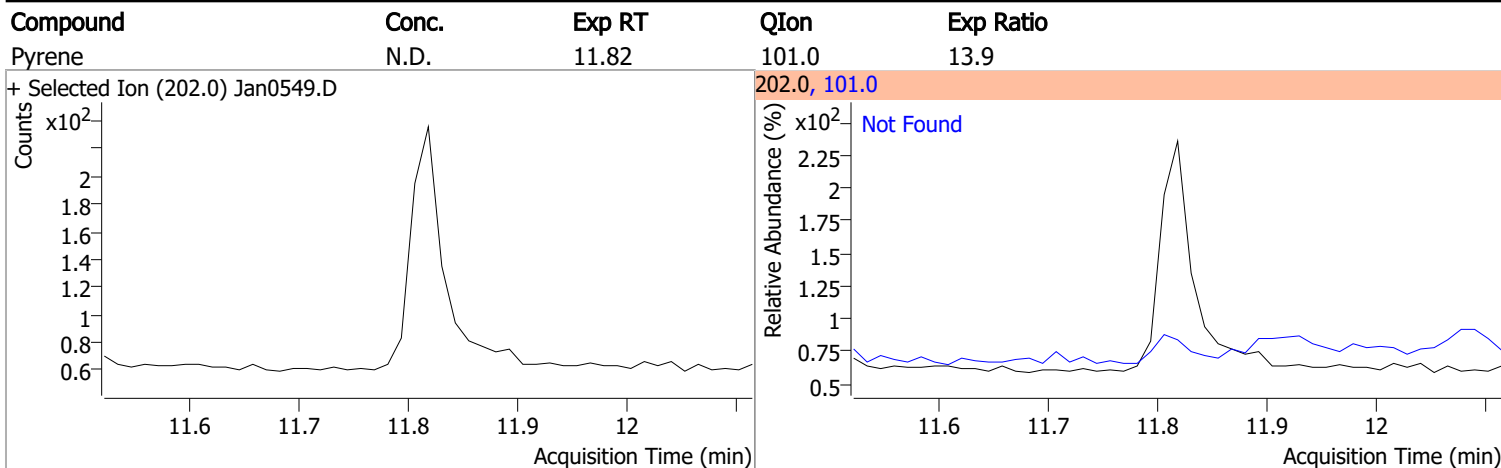 Compound Conc. Exp RT QIon Exp Ratio
Pyrene N.D. 11.82 101.0 13.9
+ Selected Ion (202.0) Jan0549.D
Counts
x10²
2
1.8
1.6
1.4
1.2
1
0.8
0.6
11.6 11.7 11.8 11.9 12
Acquisition Time (min)
202.0, 101.0
Relative Abundance (%)
x10²
Not Found
2.25
2
1.75
1.5
1.25
1
0.75
0.5
11.6 11.7 11.8 11.9 12
Acquisition Time (min)